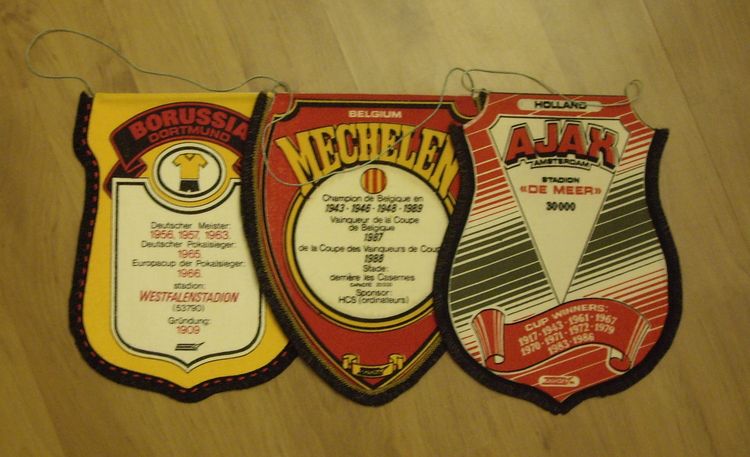 BORUSSIA
DORTMUND
Deutscher Meister:
1956, 1957, 1963.
Deutscher Pokalsieger:
1965.
Europacup der Pokalsieger:
1966.
stadion:
WESTFALENSTADION
(53790)
Gründung:
1909
BELGIUM
MECHELEN
Champion de Belgique en
1943 - 1946 - 1948 - 1989
Vainqueur de la Coupe
de Belgique
1987
de la Coupe des Vainqueurs de Coup
1988
Stade:
derrière les Casernes
Sponsor:
HCS (ordinateurs)
HOLLAND
AJAX
AMSTERDAM
STADION
«DE MEER»
30000
CUP WINNERS:
1917 - 1943 - 1961 - 1967
1970 - 1971 - 1972 - 1979
1983 - 1986